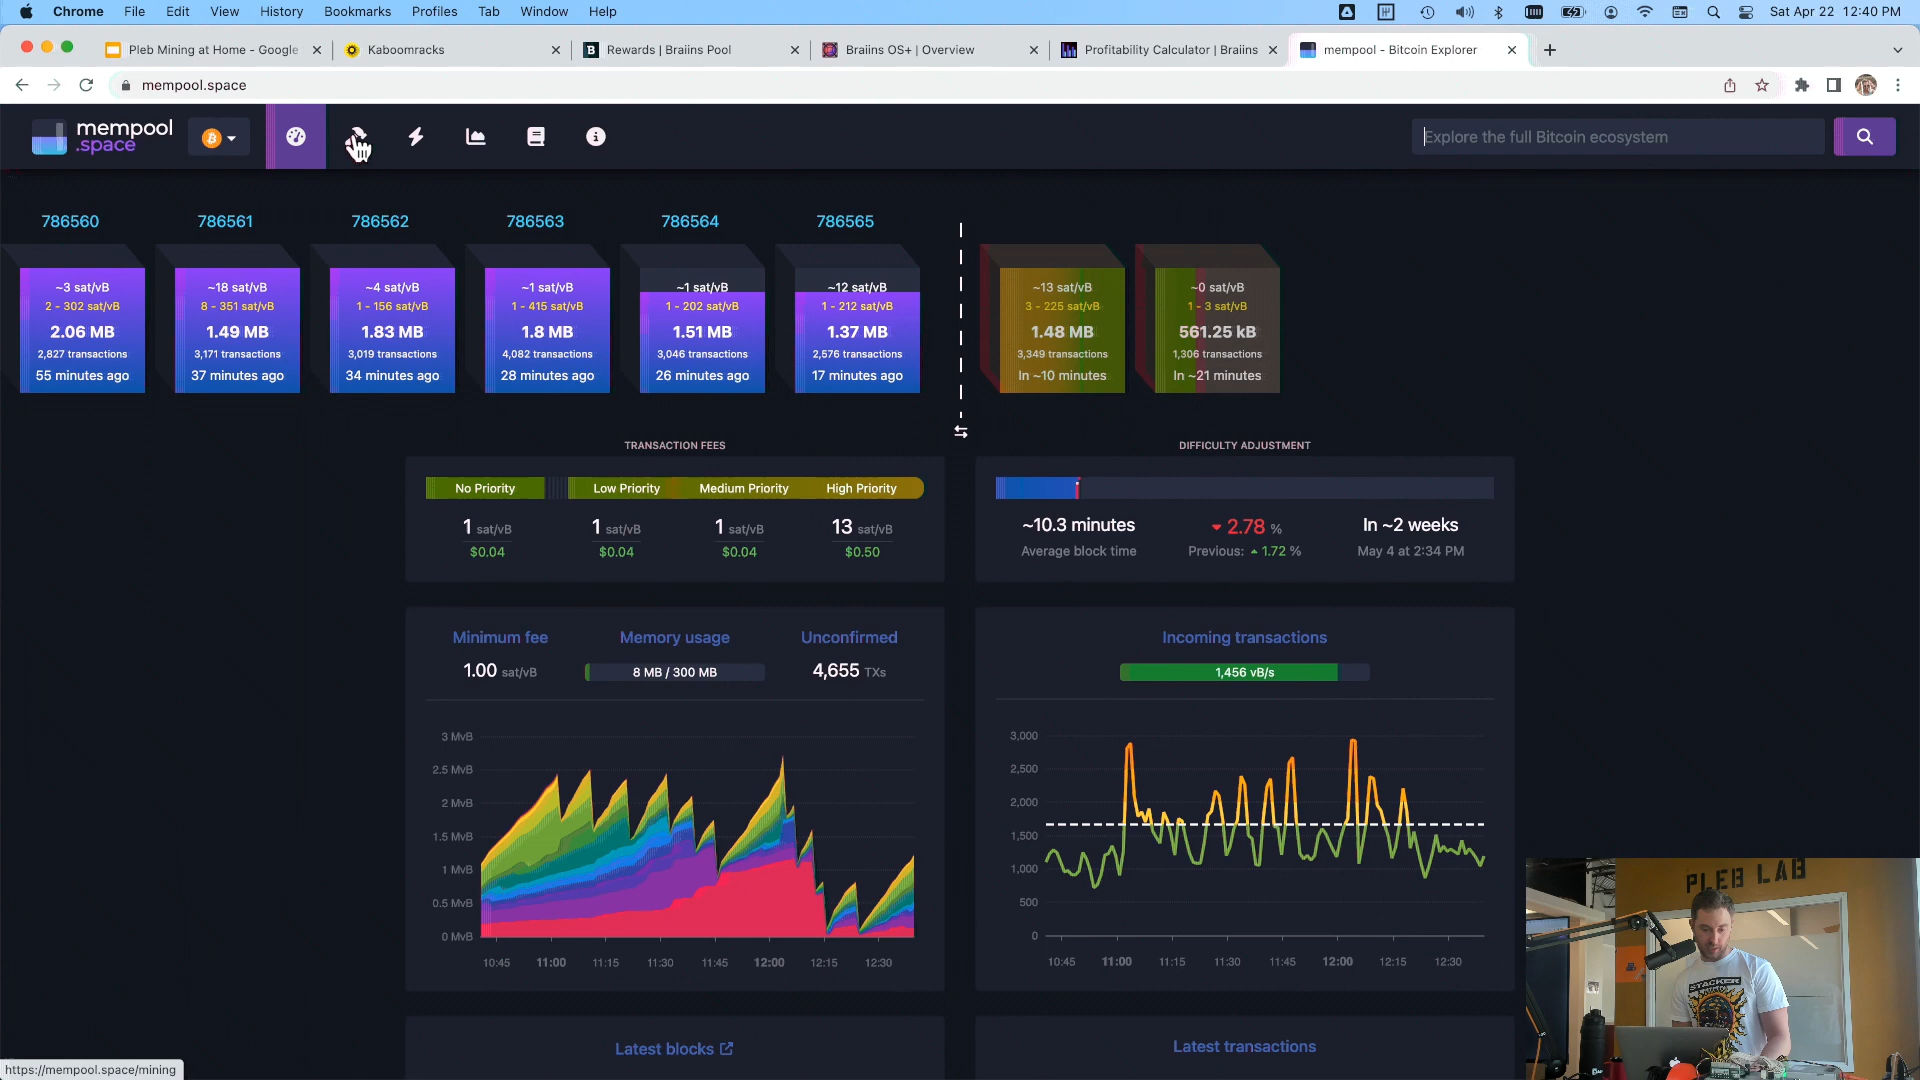 Chrome File Edit View History Bookmarks Profiles Tab Window Help
Sat Apr 22 12:40 PM
Pleb Mining at Home - Google
Kaboomracks
Rewards | Braiins Pool
Braiins OS+ | Overview
Profitability Calculator | Braiins
mempool - Bitcoin Explorer
mempool.space
mempool
.space
Explore the full Bitcoin ecosystem
786560 786561 786562 786563 786564 786565
~3 sat/vB ~18 sat/vB ~4 sat/vB ~1 sat/vB ~1 sat/vB ~12 sat/vB ~13 sat/vB ~0 sat/vB
2 - 302 sat/vB 8 - 351 sat/vB 1 - 156 sat/vB 1 - 415 sat/vB 1 - 202 sat/vB 1 - 212 sat/vB 3 - 225 sat/vB 1 - 3 sat/vB
2.06 MB 1.49 MB 1.83 MB 1.8 MB 1.51 MB 1.37 MB 1.48 MB 561.25 kB
2,827 transactions 3,171 transactions 3,019 transactions 4,082 transactions 3,046 transactions 2,576 transactions 3,349 transactions 1,306 transactions
55 minutes ago 37 minutes ago 34 minutes ago 28 minutes ago 26 minutes ago 17 minutes ago In ~10 minutes In ~21 minutes
TRANSACTION FEES
No Priority Low Priority Medium Priority High Priority
1 sat/vB 1 sat/vB 1 sat/vB 13 sat/vB
$0.04 $0.04 $0.04 $0.50
DIFFICULTY ADJUSTMENT
~10.3 minutes 2.78 % In ~2 weeks
Average block time Previous: 1.72 % May 4 at 2:34 PM
Minimum fee Memory usage Unconfirmed
1.00 sat/vB 8 MB / 300 MB 4,655 TXs
3 MvB
2.5 MvB
2 MvB
1.5 MvB
1 MvB
0.5 MvB
0 MvB
10:45 11:00 11:15 11:30 11:45 12:00 12:15 12:30
Incoming transactions
1,456 vB/s
3,000
2,500
2,000
1,500
1,000
500
0
10:45 11:00 11:15 11:30 11:45 12:00 12:15 12:30
PLEB LAB
STACKER
Latest blocks
Latest transactions
https://mempool.space/mining